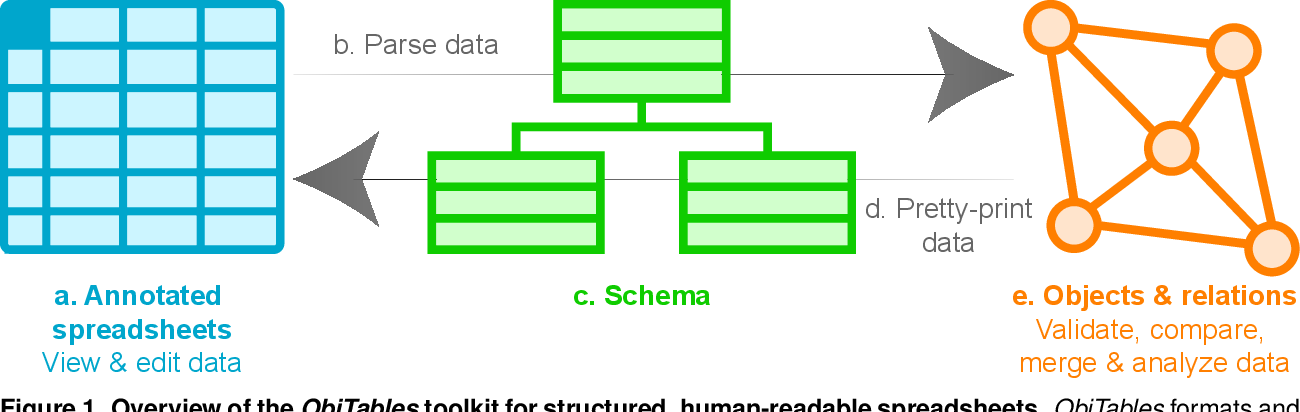 b. Parse data
d. Pretty-print
data
a. Annotated
spreadsheets
View & edit data
c. Schema
e. Objects & relations
Validate, compare,
merge & analyze data
Figure 1. Overview of the ObjTables toolkit for structured, human-readable spreadsheets. ObjTables formats and